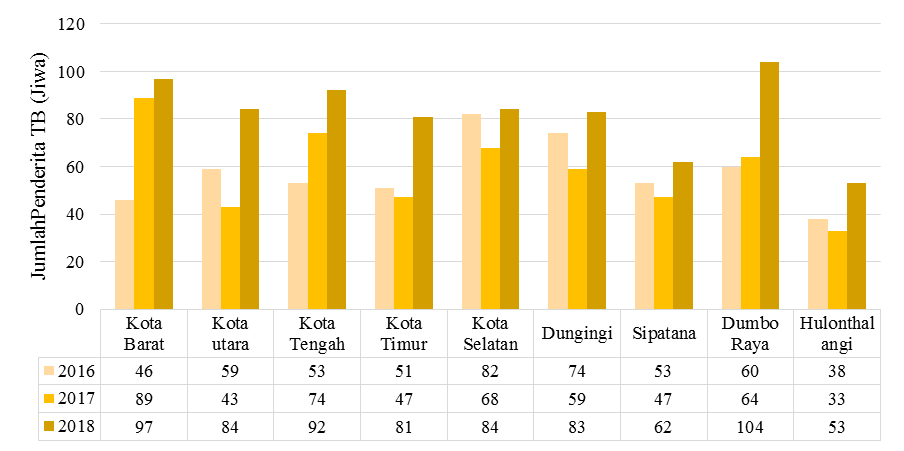 120
100
80
60
40
20
0
JumlahPenderita TB (Jiwa)
Kota Barat Kota utara Kota Tengah Kota Timur Kota Selatan Dungingi Sipatana Dumbo Raya Hulonthal angi
2016 46 59 53 51 82 74 53 60 38
2017 89 43 74 47 68 59 47 64 33
2018 97 84 92 81 84 83 62 104 53